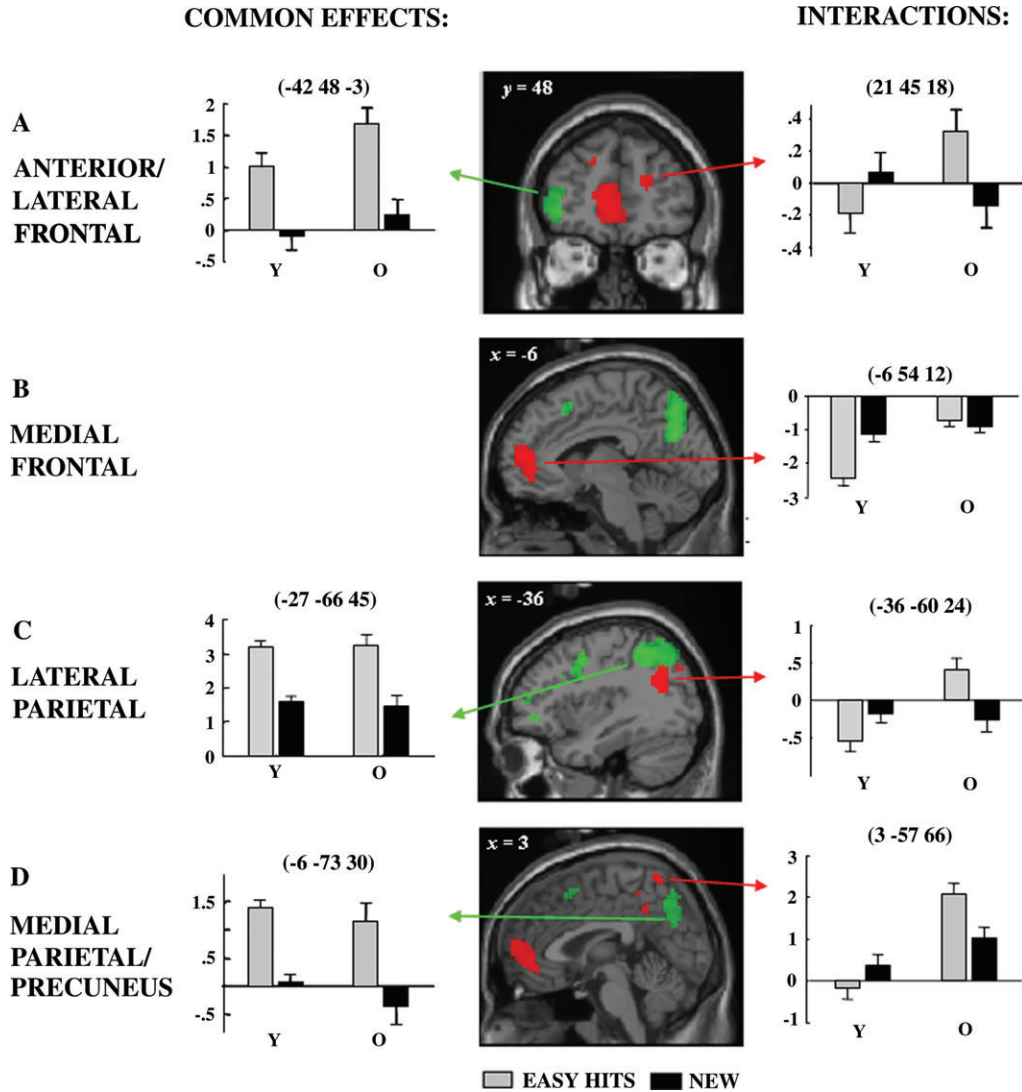 COMMON EFFECTS:
INTERACTIONS:
A
ANTERIOR/
LATERAL
FRONTAL
(-42 48 -3)
2
1.5
1
.5
0
-.5
Y
O
y = 48
(21 45 18)
.4
.2
0
-.2
-.4
Y
O
B
MEDIAL
FRONTAL
x = -6
(-6 54 12)
0
-1
-2
-3
Y
O
C
LATERAL
PARIETAL
(-27 -66 45)
4
3
2
1
0
Y
O
x = -36
(-36 -60 24)
1
.5
0
-.5
Y
O
D
MEDIAL
PARIETAL/
PRECUNEUS
(-6 -73 30)
1.5
.5
-.5
Y
O
x = 3
(3 -57 66)
3
2
1
0
-1
Y
O
EASY HITS
NEW